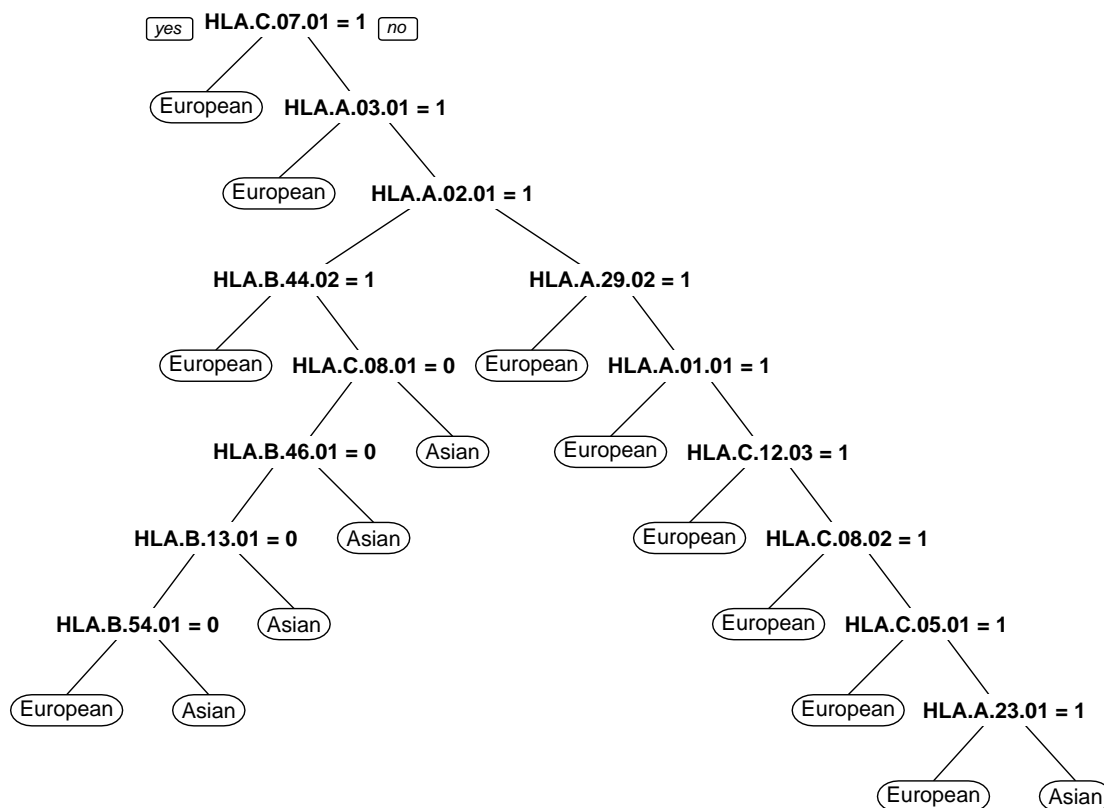 yes HLA.C.07.01 = 1 no
European HLA.A.03.01 = 1
European HLA.A.02.01 = 1
HLA.B.44.02 = 1 HLA.A.29.02 = 1
European HLA.C.08.01 = 0 European HLA.A.01.01 = 1
HLA.B.46.01 = 0 Asian European HLA.C.12.03 = 1
HLA.B.13.01 = 0 Asian European HLA.C.08.02 = 1
HLA.B.54.01 = 0 Asian European HLA.C.05.01 = 1
European Asian European HLA.A.23.01 = 1
European Asian